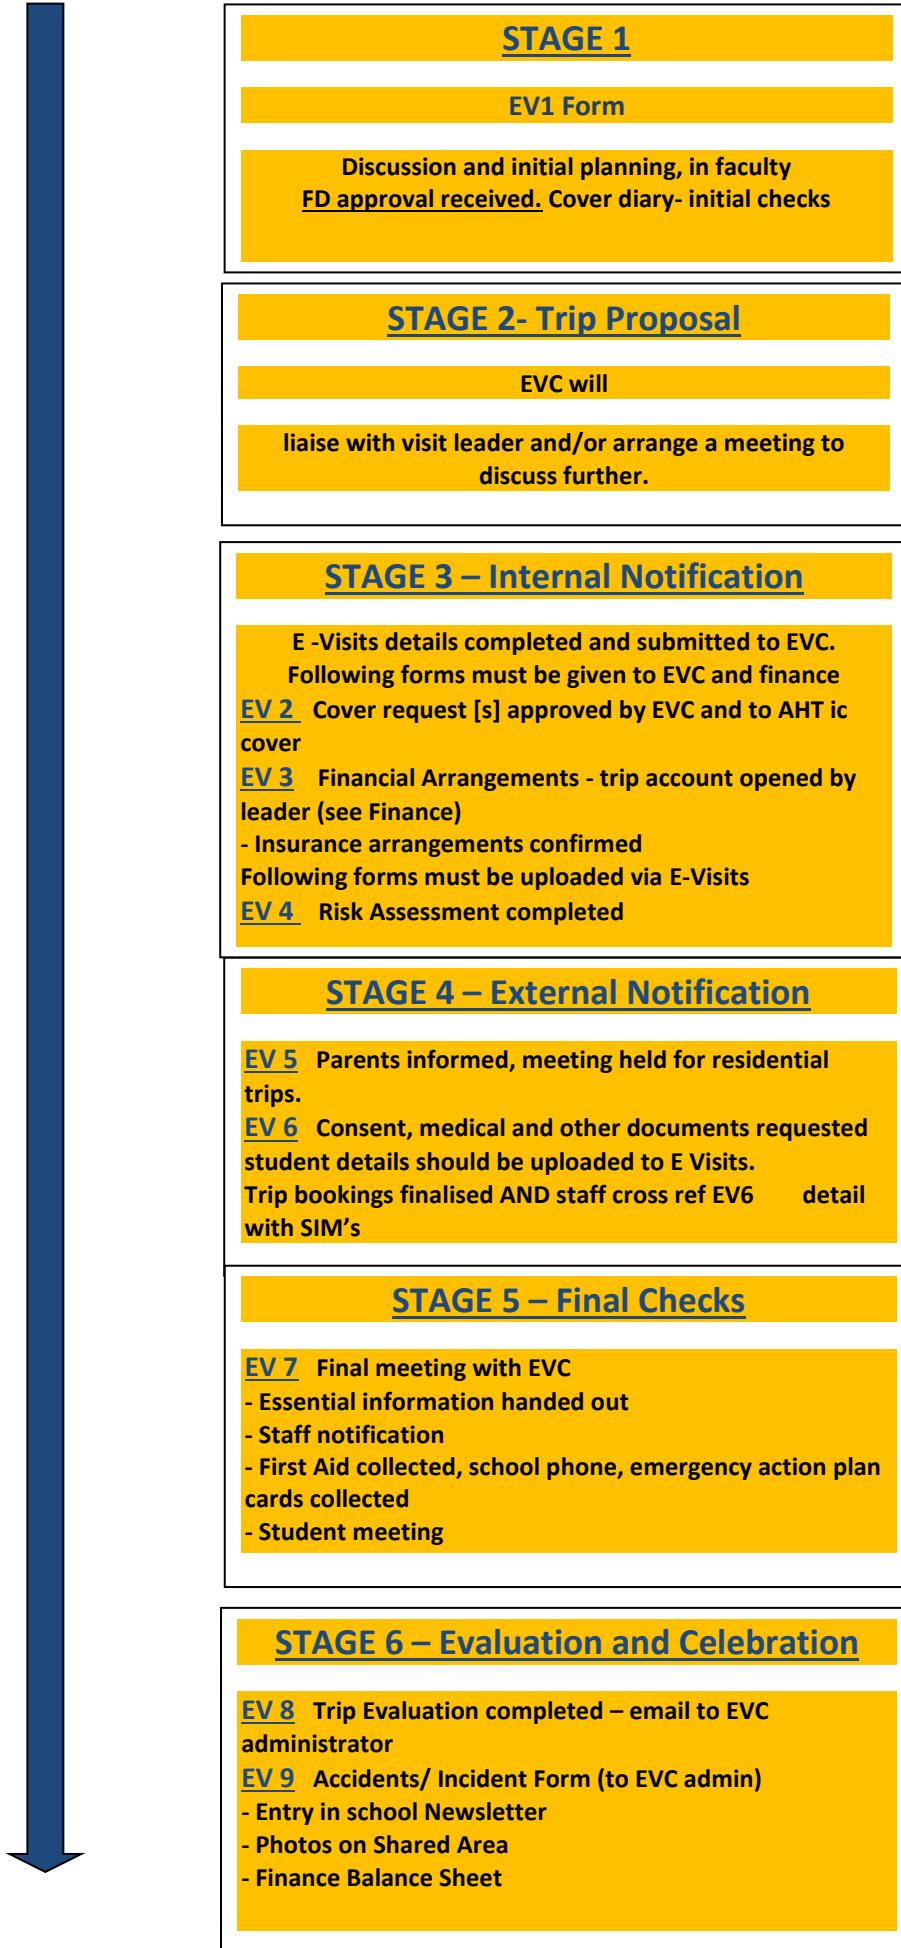 STAGE 1
EV1 Form
Discussion and initial planning, in faculty
FD approval received. Cover diary- initial checks
STAGE 2- Trip Proposal
EVC will
liaise with visit leader and/or arrange a meeting to
discuss further.
STAGE 3 – Internal Notification
E -Visits details completed and submitted to EVC.
Following forms must be given to EVC and finance
EV 2 Cover request [s] approved by EVC and to AHT ic
cover
EV 3 Financial Arrangements - trip account opened by
leader (see Finance)
- Insurance arrangements confirmed
Following forms must be uploaded via E-Visits
EV 4 Risk Assessment completed
STAGE 4 – External Notification
EV 5 Parents informed, meeting held for residential
trips.
EV 6 Consent, medical and other documents requested
student details should be uploaded to E Visits.
Trip bookings finalised AND staff cross ref EV6 detail
with SIM's
STAGE 5 – Final Checks
EV 7 Final meeting with EVC
- Essential information handed out
- Staff notification
- First Aid collected, school phone, emergency action plan
cards collected
- Student meeting
STAGE 6 – Evaluation and Celebration
EV 8 Trip Evaluation completed – email to EVC
administrator
EV 9 Accidents/ Incident Form (to EVC admin)
- Entry in school Newsletter
- Photos on Shared Area
- Finance Balance Sheet